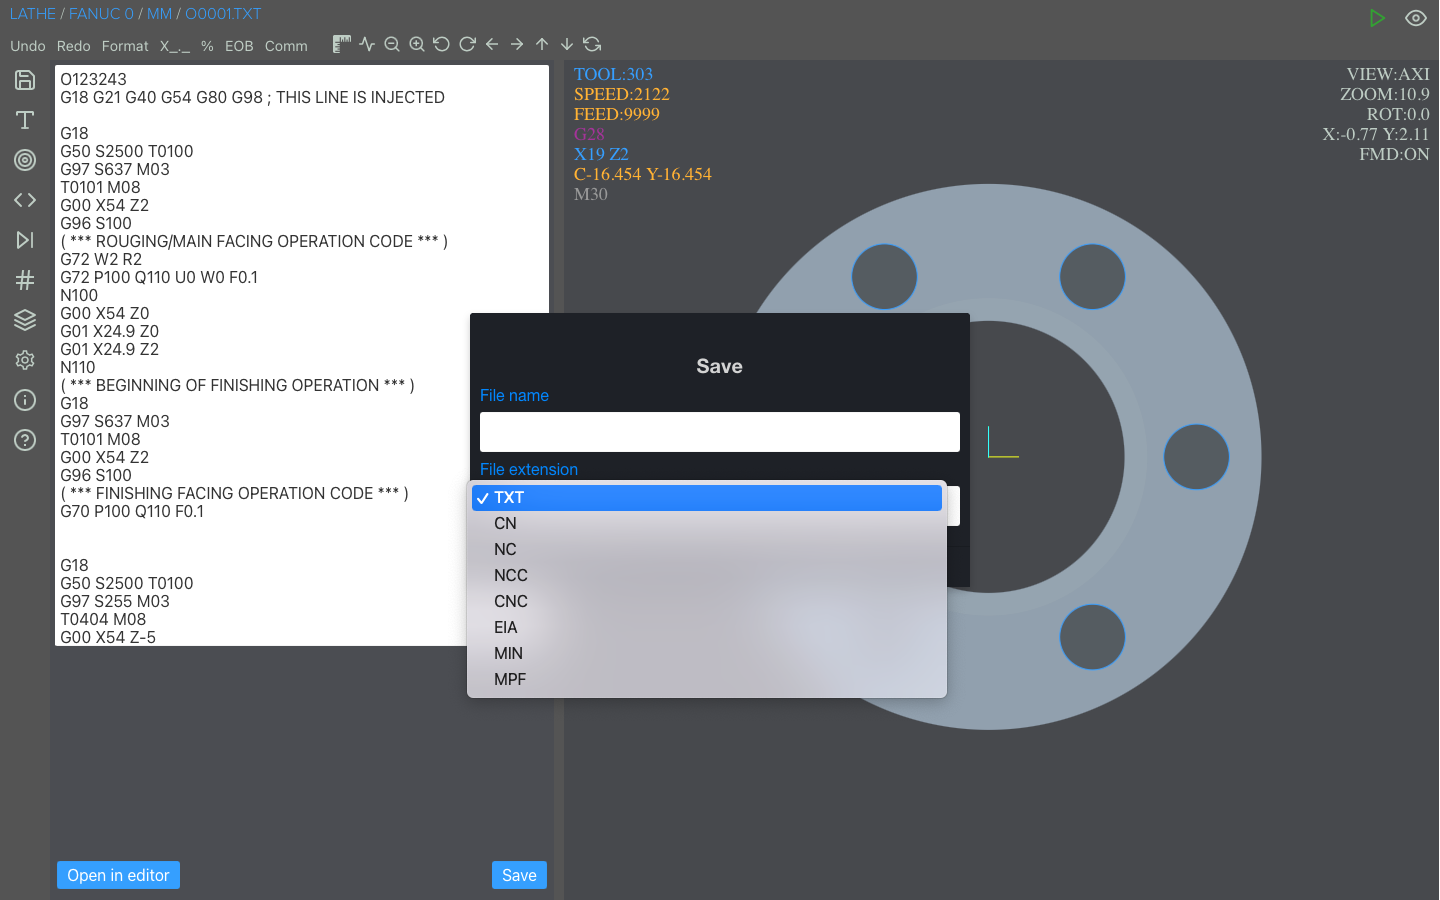 LATHE / FANUC 0 / MM / O0001.TXT
Undo Redo Format X_._ % EOB Comm
O123243
G18 G21 G40 G54 G80 G98 ; THIS LINE IS INJECTED
G18
G50 S2500 T0100
G97 S637 M03
T0101 M08
G00 X54 Z2
G96 S100
( *** ROUGING/MAIN FACING OPERATION CODE *** )
G72 W2 R2
G72 P100 Q110 U0 W0 F0.1
N100
G00 X54 Z0
G01 X24.9 Z0
G01 X24.9 Z2
N110
( *** BEGINNING OF FINISHING OPERATION *** )
G18
G97 S637 M03
T0101 M08
G00 X54 Z2
G96 S100
( *** FINISHING FACING OPERATION CODE *** )
G70 P100 Q110 F0.1
G18
G50 S2500 T0100
G97 S255 M03
T0404 M08
G00 X54 Z-5
Open in editor
Save
TOOL:303
SPEED:2122
FEED:9999
G28
X19 Z2
C-16.454 Y-16.454
M30
VIEW:AXI
ZOOM:10.9
ROT:0.0
X:-0.77 Y:2.11
FMD:ON
Save
File name
File extension
TXT
CN
NC
NCC
CNC
EIA
MIN
MPF